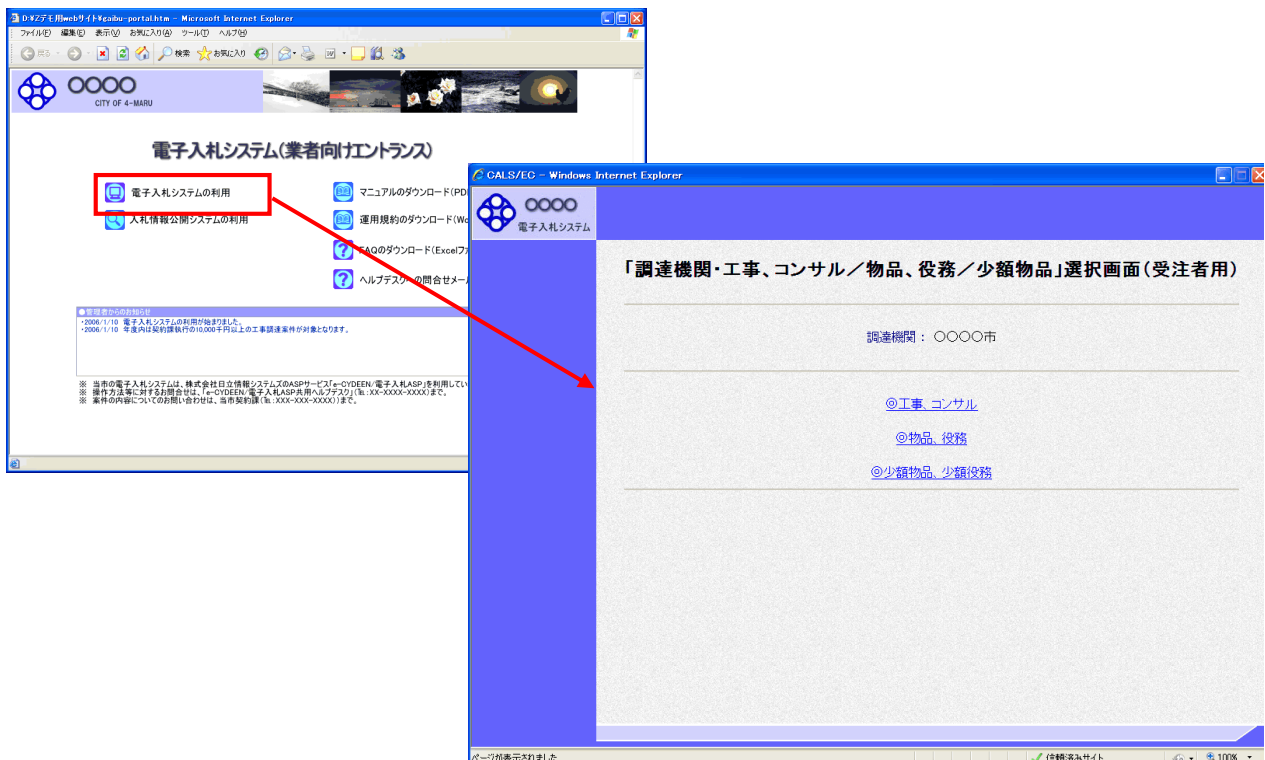 D:¥Zデモ用webサイト¥gaibu-portal.htm - Microsoft Internet Explorer
ファイル(F) 編集(E) 表示(V) お気に入り(A) ツール(T) ヘルプ(H)
戻る 検索 お気に入り
〇〇〇〇
CITY OF 4-MARU
電子入札システム(業者向けエントランス)
電子入札システムの利用
マニュアルのダウンロード(PD
入札情報公開システムの利用
運用規約のダウンロード(Wo
FAQのダウンロード(Excelファ
ヘルプデスクへの問合せメール
●管理者からのお知らせ
・2006/1/10 電子入札システムの利用が始まりました。
・2006/1/10 年度内は契約課執行の10,000千円以上の工事調達案件が対象となります。
※ 当市の電子入札システムは、株式会社日立情報システムズのASPサービス「e-CYDEEN/電子入札ASP」を利用してい
※ 操作方法等に対するお問合せは、「e-CYDEEN/電子入札ASP共用ヘルプデスク」(℡:XX-XXXX-XXXX)まで。
※ 案件の内容についてのお問い合わせは、当市契約課(℡:XXX-XXX-XXXX))まで。
CALS/EC - Windows Internet Explorer
〇〇〇〇
電子入札システム
「調達機関・工事、コンサル/物品、役務/少額物品」選択画面(受注者用)
調達機関： 〇〇〇〇市
◎工事、コンサル
◎物品、役務
◎少額物品、少額役務
ページが表示されました
信頼済みサイト
100%